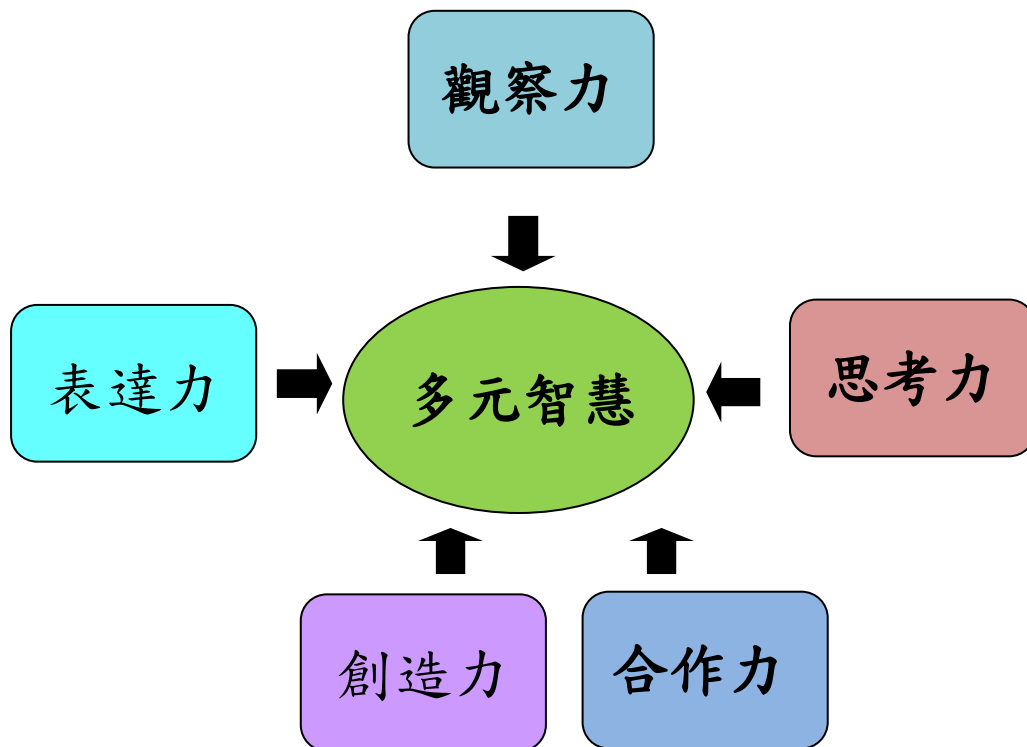 觀察力
表達力
多元智慧
思考力
創造力
合作力